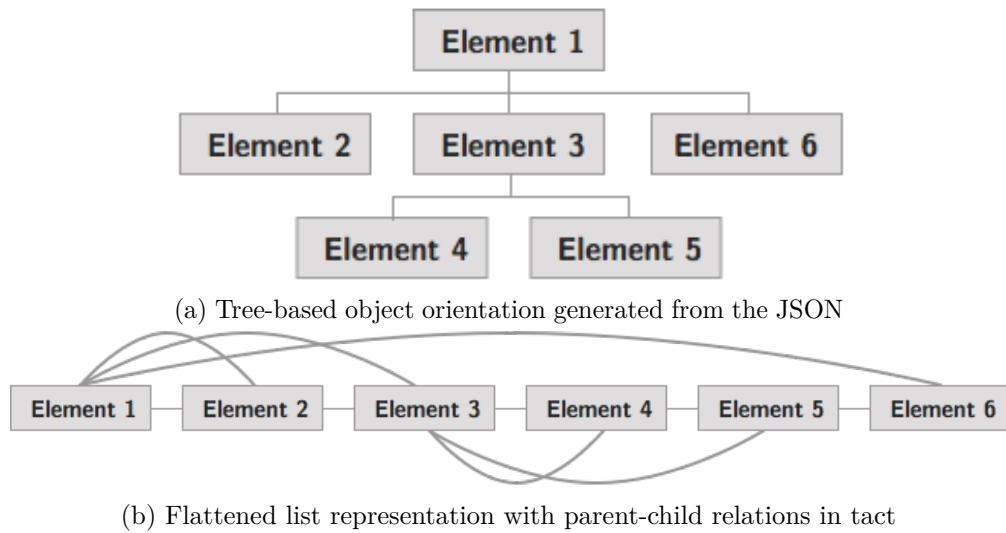 Element 1
Element 2 Element 3 Element 6
Element 4 Element 5
(a) Tree-based object orientation generated from the JSON
Element 1 Element 2 Element 3 Element 4 Element 5 Element 6
(b) Flattened list representation with parent-child relations in tact